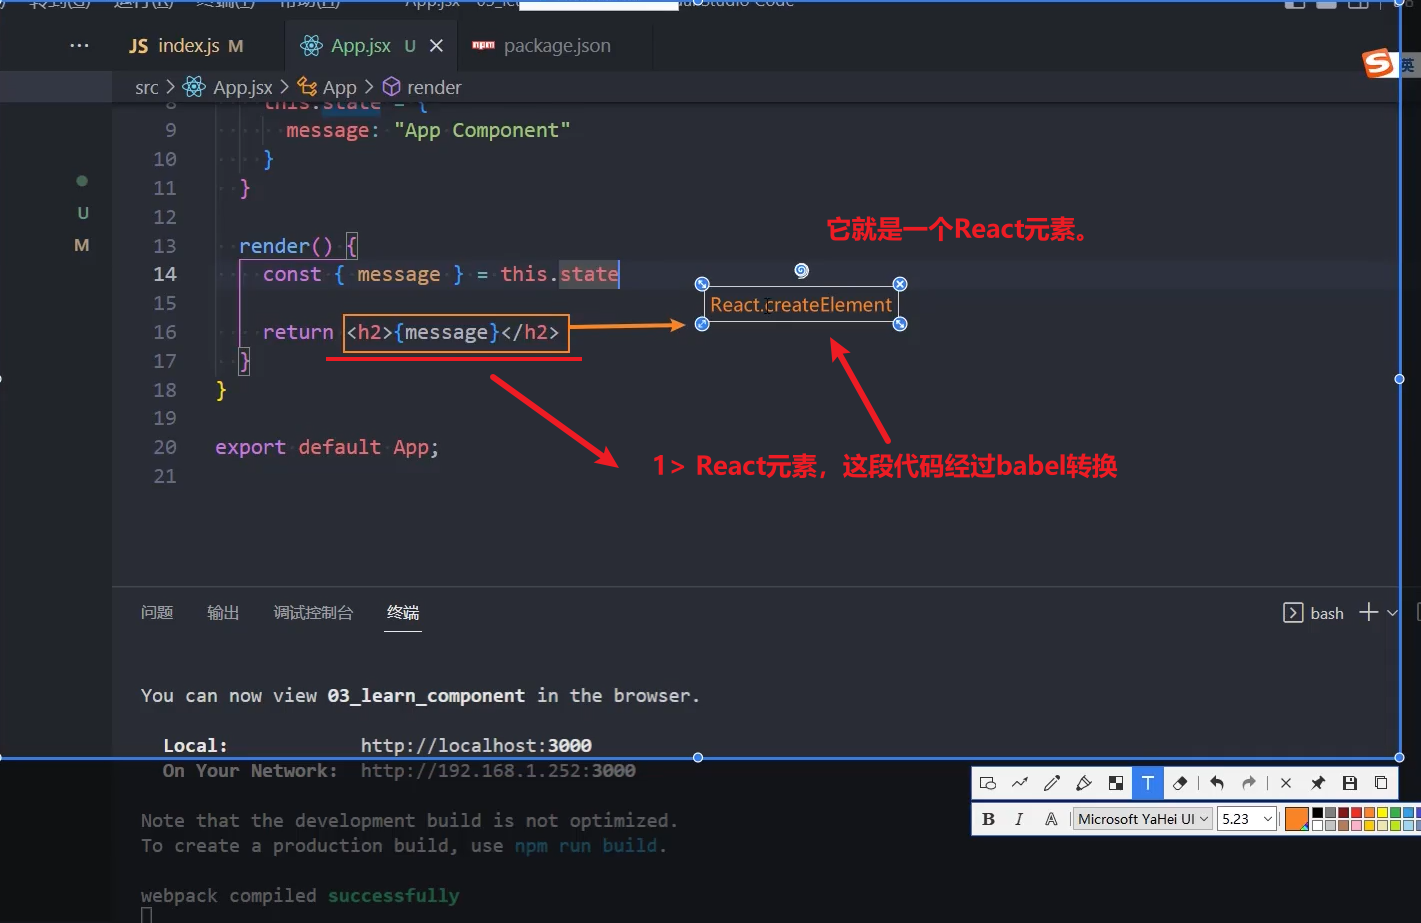 App.jsx
Studio Code
JS index.js M
App.jsx U
npm package.json
英
src > App.jsx > App > render
8 this.state = {
9 message: "App Component"
10 }
11 }
12
13 render() {
14 const { message } = this.state
15
16 return <h2>{message}</h2>
17 }
18 }
19
20 export default App;
21
U
M
它就是一个React元素。
React.createElement
1> React元素，这段代码经过babel转换
问题 输出 调试控制台 终端
bash
You can now view 03_learn_component in the browser.
Local: http://localhost:3000
On Your Network: http://192.168.1.252:3000
Note that the development build is not optimized.
To create a production build, use npm run build.
webpack compiled successfully
T
B I A Microsoft YaHei UI 5.23